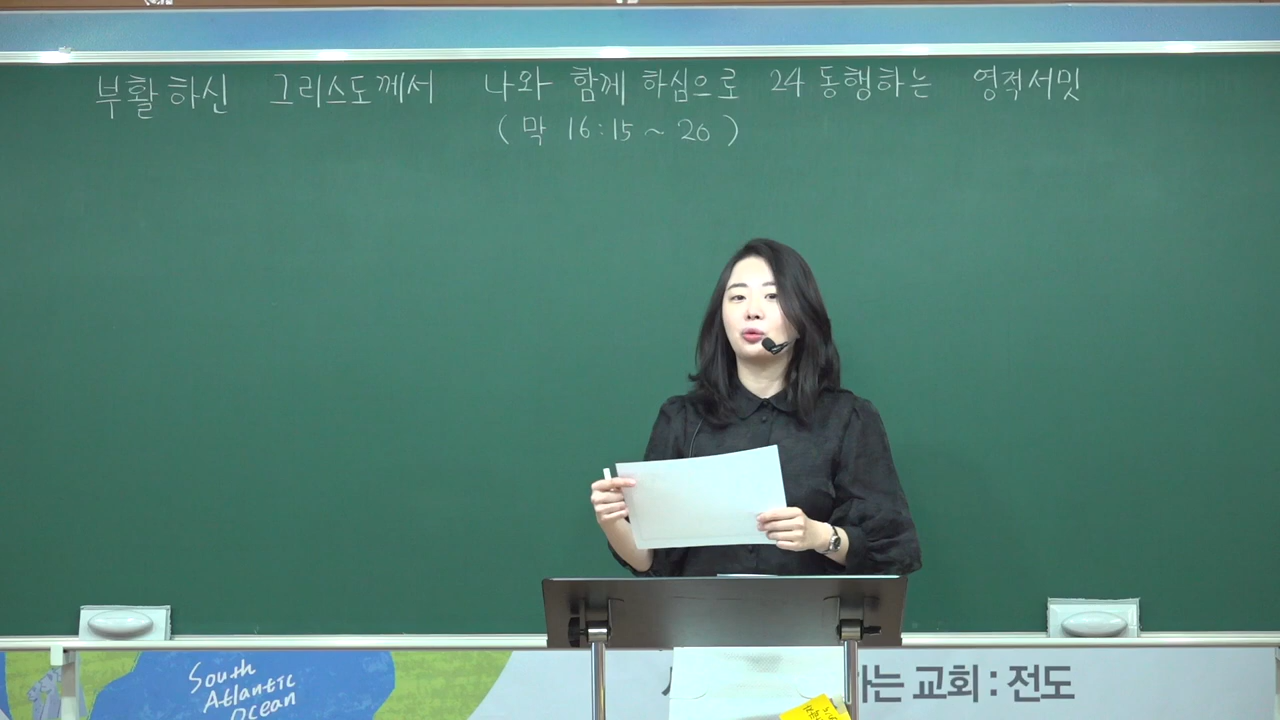 부활하신 그리스도께서 나와 함께 하심으로 24 동행하는 영적서밋
( 막 16:15 ~ 20 )
South
Atlantic
Ocean
하는 교회 : 전도